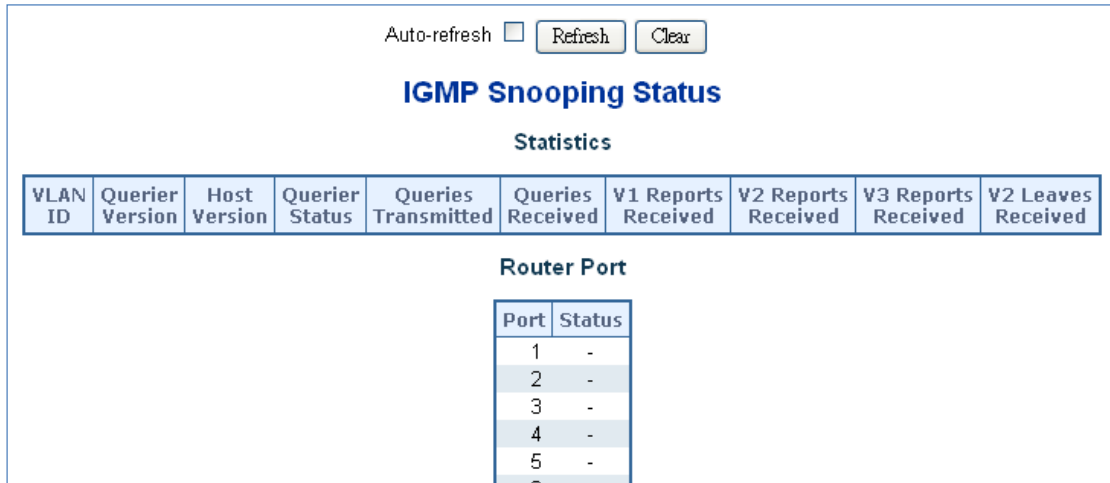 Auto-refresh Refresh Clear
IGMP Snooping Status
Statistics
VLAN ID Querier Version Host Version Querier Status Queries Transmitted Queries Received V1 Reports Received V2 Reports Received V3 Reports Received V2 Leaves Received
Router Port
Port Status
1 -
2 -
3 -
4 -
5 -